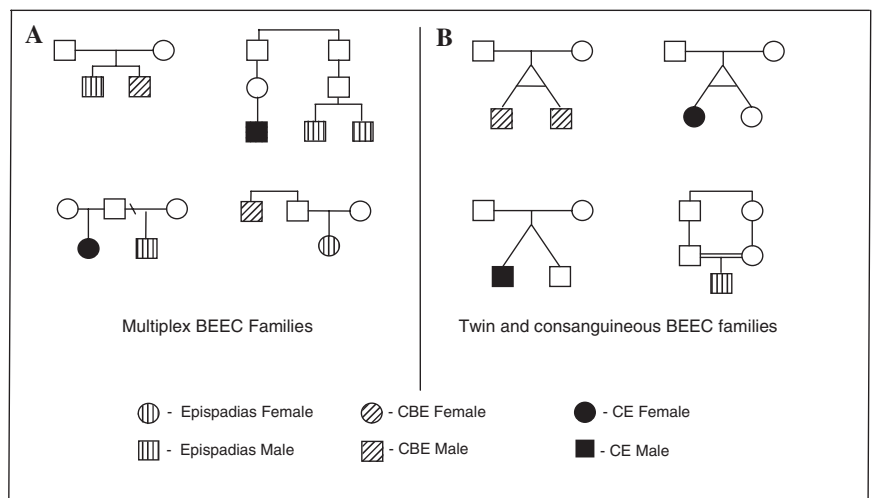 A
B
Multiplex BEEC Families
Twin and consanguineous BEEC families
- Epispadias Female
- CBE Female
- CE Female
- Epispadias Male
- CBE Male
- CE Male